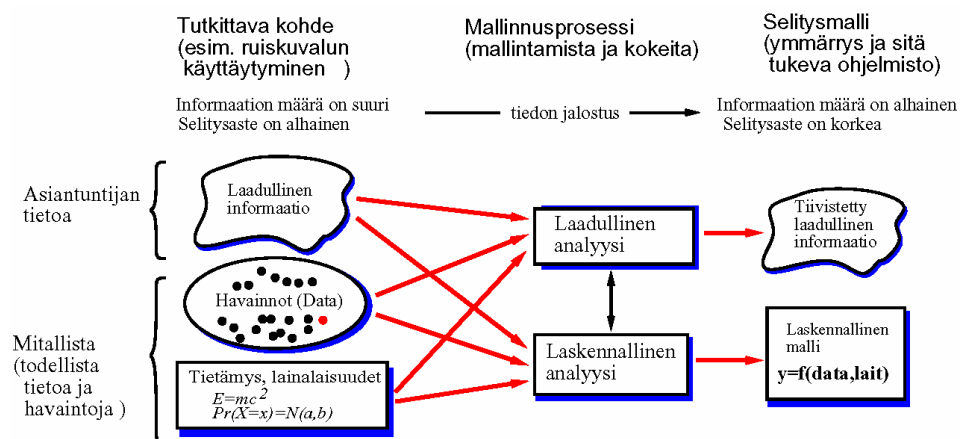 Tutkittava kohde
(esim. ruiskuvalun
käyttäytyminen )
Mallinnusprosessi
(mallintamista ja kokeita)
Selitysmalli
(ymmärrys ja sitä
tukeva ohjelmisto)
Informaation määrä on suuri
Selitysaste on alhainen
tiedon jalostus
Informaation määrä on alhainen
Selitysaste on korkea
Asiantuntijan
tietoa
Laadullinen
informaatio
Laadullinen
analyysi
Tiivistetty
laadullinen
informaatio
Havainnot (Data)
Mitallista
(todellista
tietoa ja
havaintoja )
Tietämys, lainalaisuudet
E=mc²
Pr(X=x)=N(a,b)
Laskennallinen
analyysi
Laskennallinen
malli
y=f(data,lait)